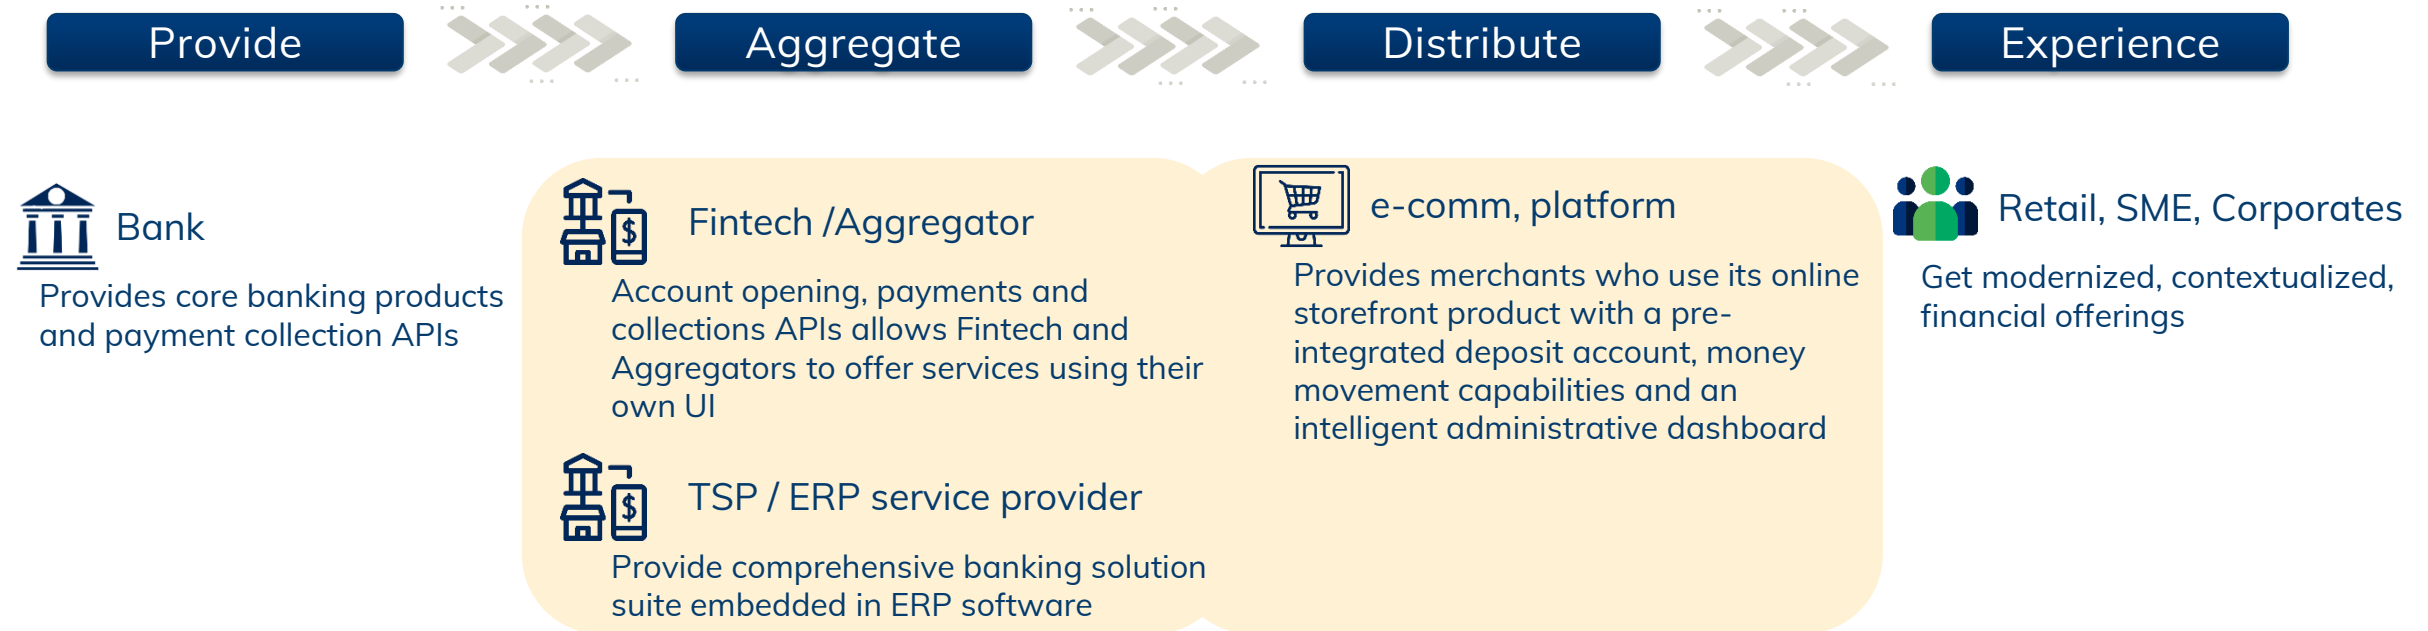 Provide
Aggregate
Distribute
Experience
Bank
Provides core banking products
and payment collection APIs
Fintech /Aggregator
Account opening, payments and
collections APIs allows Fintech and
Aggregators to offer services using their
own UI
TSP / ERP service provider
Provide comprehensive banking solution
suite embedded in ERP software
e-comm, platform
Provides merchants who use its online
storefront product with a pre-
integrated deposit account, money
movement capabilities and an
intelligent administrative dashboard
Retail, SME, Corporates
Get modernized, contextualized,
financial offerings